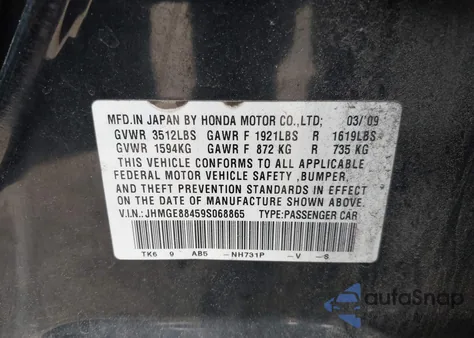 MFD. IN JAPAN BY HONDA MOTOR CO.,LTD; 03/'09
GVWR 3512LBS GAWR F 1921LBS R 1619LBS
GVWR 1594KG GAWR F 872 KG R 735 KG
THIS VEHICLE CONFORMS TO ALL APPLICABLE
FEDERAL MOTOR VEHICLE SAFETY ,BUMPER,
AND THEFT PREVENTION STANDARDS IN EFFECT ON
THE DATE OF MANUFACTURE SHOWN ABOVE.
V.I.N.: JHMGE88459S068865 TYPE:PASSENGER CAR
TK6 9 AB5 -NH731P -V -S
autoSnap